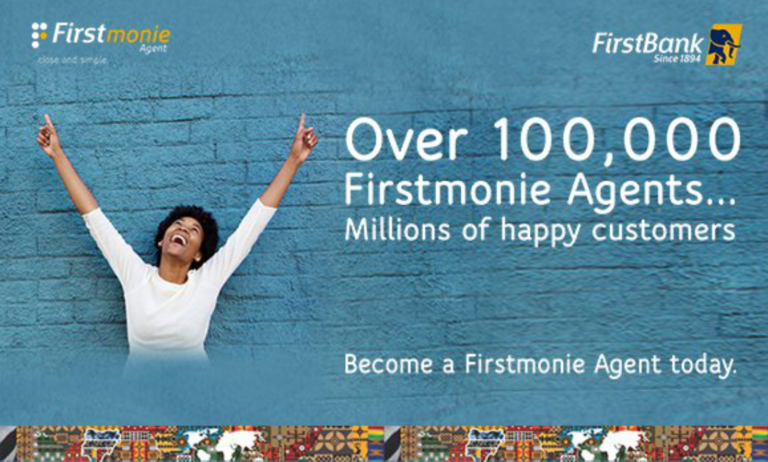 Firstmonie
Agent
close and simple
FirstBank
Since 1894
Over 100,000
Firstmonie Agents...
Millions of happy customers
Become a Firstmonie Agent today.